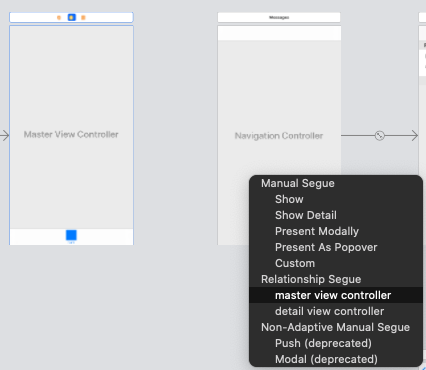 Messages
Master View Controller
Navigation Controller
Manual Segue
Show
Show Detail
Present Modally
Present As Popover
Custom
Relationship Segue
master view controller
detail view controller
Non-Adaptive Manual Segue
Push (deprecated)
Modal (deprecated)